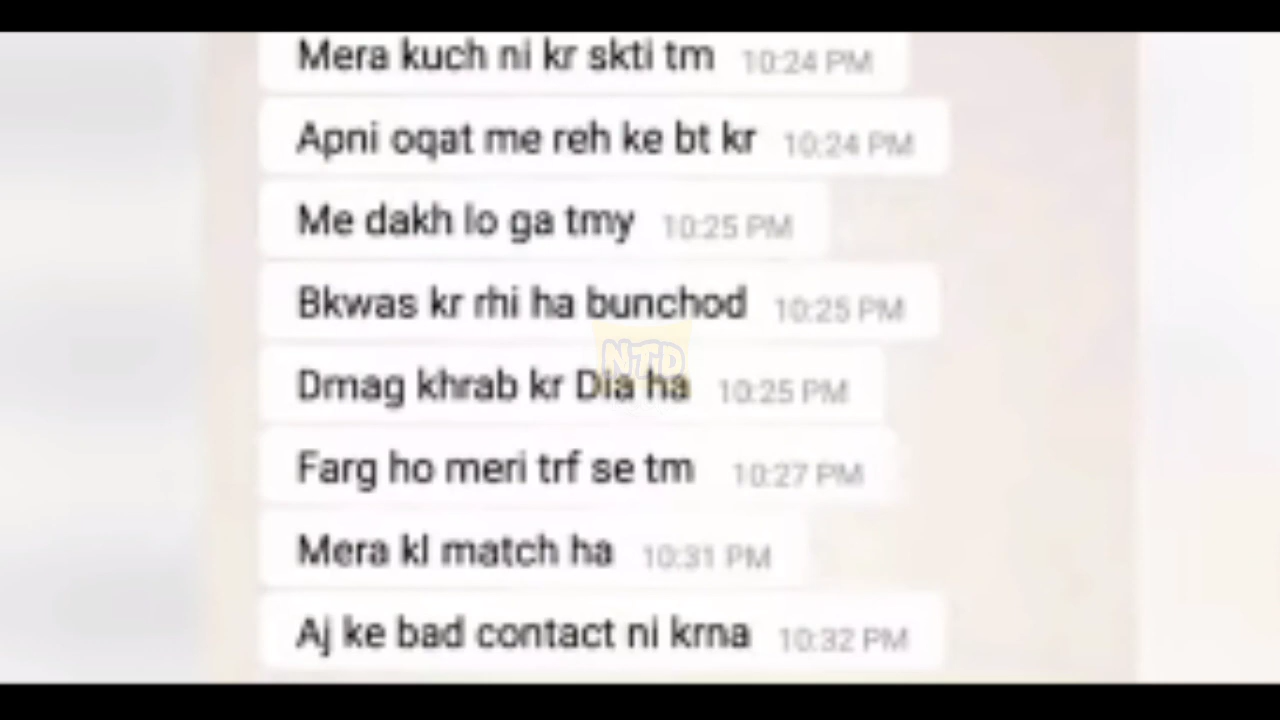 Mera kuch ni kr skti tm 10:24 PM
Apni oqat me reh ke bt kr 10:24 PM
Me dakh lo ga tmy 10:25 PM
Bkwas kr rhi ha bunchod 10:25 PM
NTD
Dmag khrab kr Dia ha 10:25 PM
Farg ho meri trf se tm 10:27 PM
Mera kl match ha 10:31 PM
Aj ke bad contact ni krna 10:32 PM